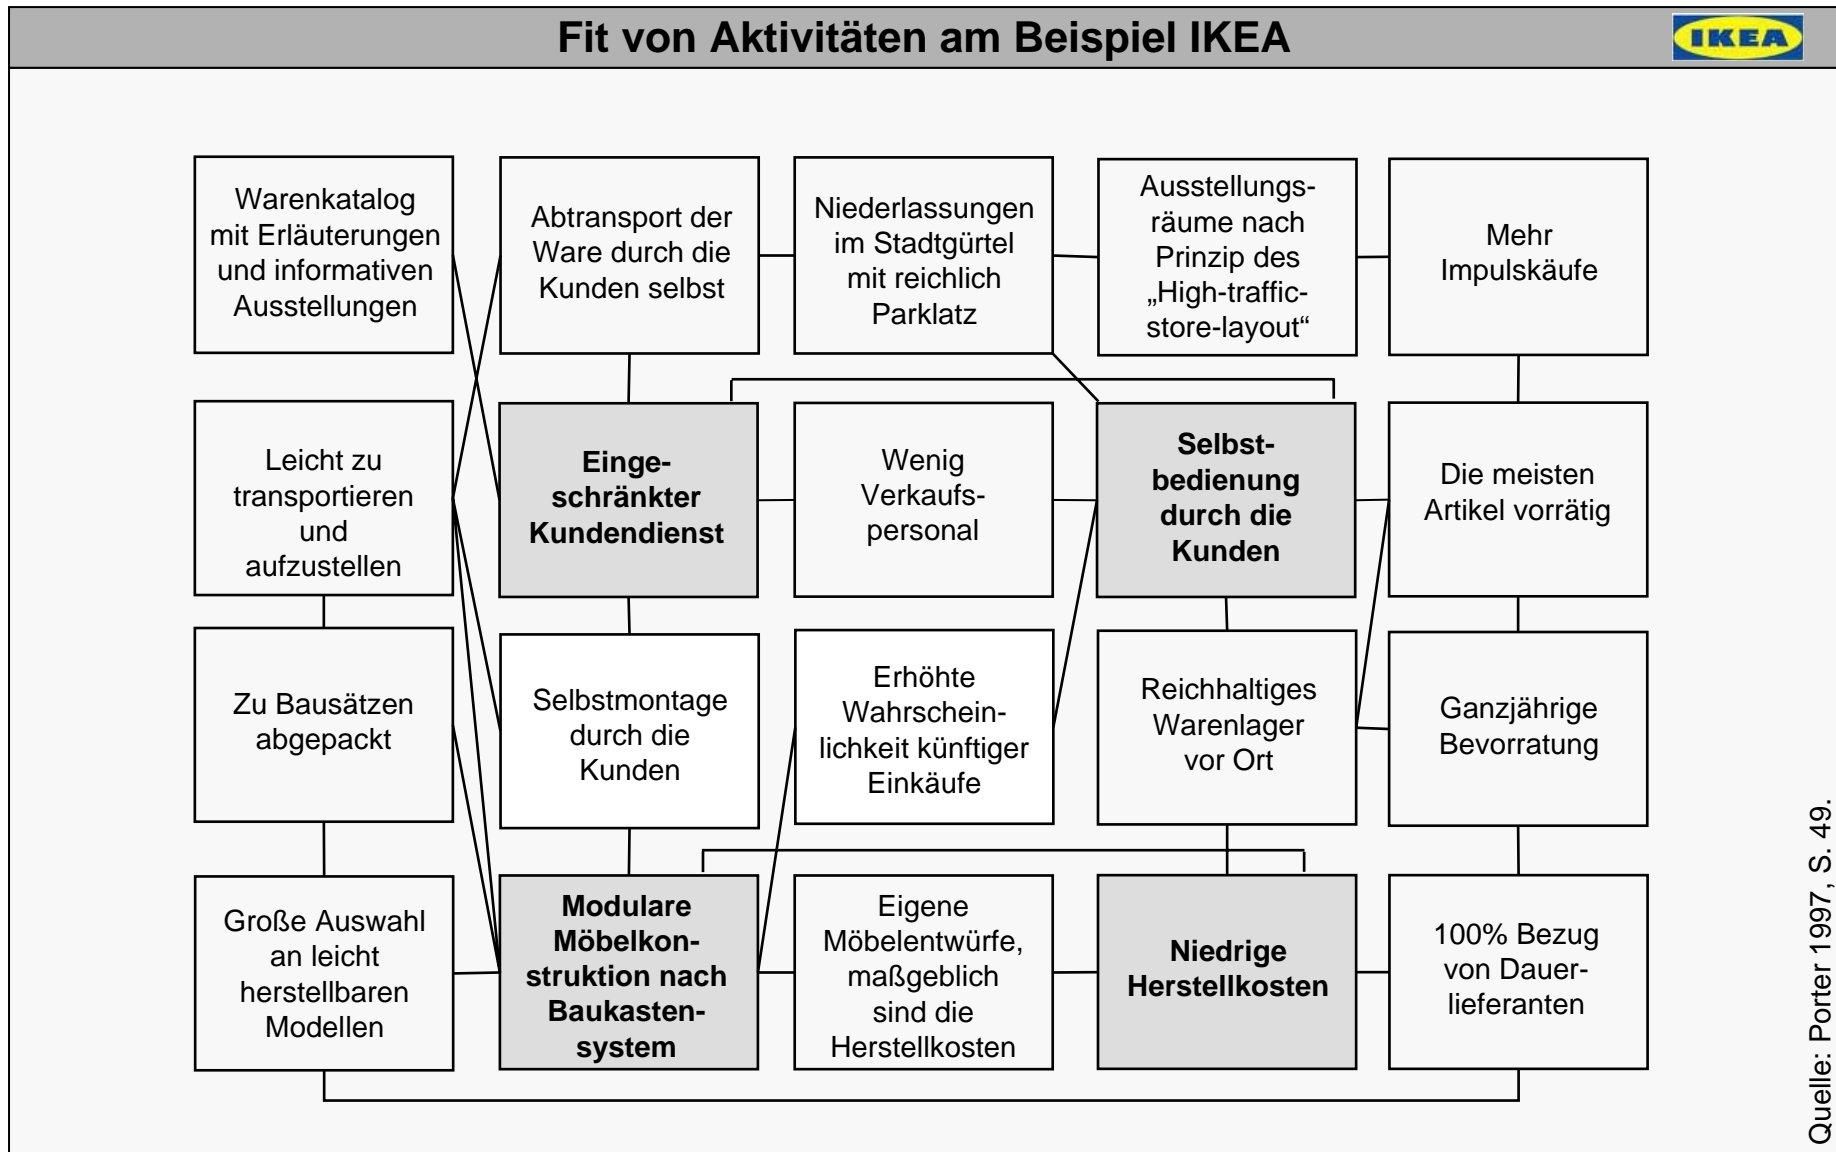 Fit von Aktivitäten am Beispiel IKEA
IKEA
Warenkatalog
mit Erläuterungen
und informativen
Ausstellungen
Abtransport der
Ware durch die
Kunden selbst
Niederlassungen
im Stadtgürtel
mit reichlich
Parklatz
Ausstellungs-
räume nach
Prinzip des
„High-traffic-
store-layout“
Mehr
Impulskäufe
Leicht zu
transportieren
und
aufzustellen
Einge-
schränkter
Kundendienst
Wenig
Verkaufs-
personal
Selbst-
bedienung
durch die
Kunden
Die meisten
Artikel vorrätig
Zu Bausätzen
abgepackt
Selbstmontage
durch die
Kunden
Erhöhte
Wahrschein-
lichkeit künftiger
Einkäufe
Reichhaltiges
Warenlager
vor Ort
Ganzjährige
Bevorratung
Große Auswahl
an leicht
herstellbaren
Modellen
Modulare
Möbelkon-
struktion nach
Baukasten-
system
Eigene
Möbelentwürfe,
maßgeblich
sind die
Herstellkosten
Niedrige
Herstellkosten
100% Bezug
von Dauer-
lieferanten
Quelle: Porter 1997, S. 49.